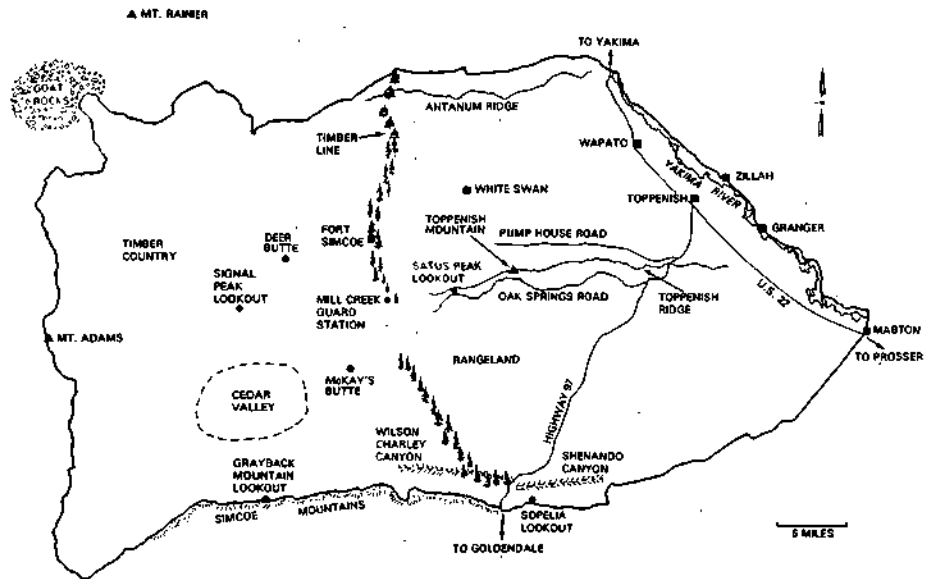 MT. RAINIER
GOAT
ROCKS
TO YAKIMA
AHTANUM RIDGE
TIMBER
LINE
WAPATO
YAKIMA RIVER
ZILLAH
WHITE SWAN
TOPPENISH
TOPPENISH
MOUNTAIN
FORT
SIMCOE
PUMP HOUSE ROAD
GRANGER
TIMBER
COUNTRY
DEER
BUTTE
SATUS PEAK
LOOKOUT
SIGNAL
PEAK
LOOKOUT
OAK SPRINGS ROAD
TOPPENISH
RIDGE
U.S. 22
MILL CREEK
GUARD
STATION
MT. ADAMS
MABTON
TO PROSSER
RANGELAND
McKAY'S
BUTTE
CEDAR
VALLEY
HIGHWAY 97
WILSON
CHARLEY
CANYON
SHENANDO
CANYON
GRAYBACK
MOUNTAIN
LOOKOUT
SIMCOE MOUNTAINS
SOPELIA
LOOKOUT
5 MILES
TO GOLDENDALE